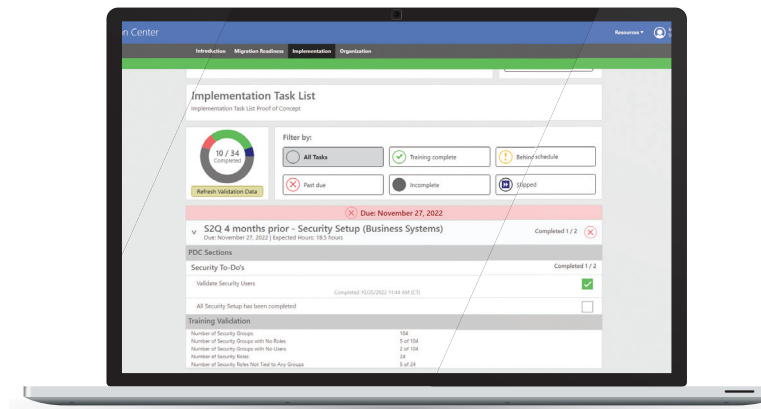 on Center
Resources
Introduction Migration Readiness Implementation Organization
Implementation Task List
Implementation Task List Proof of Concept
10 / 34
Completed
Refresh Validation Data
Filter by:
All Tasks
Training complete
Behind schedule
Past due
Incomplete
Skipped
Due: November 27, 2022
S2Q 4 months prior - Security Setup (Business Systems)
Due: November 27, 2022 | Expected Hours: 18.5 hours
Completed 1 / 2
PDC Sections
Security To-Do's Completed 1 / 2
Validate Security Users
Completed 10/25/2022 11:44 AM (CT)
All Security Setup has been completed
Training Validation
Number of Security Groups 104
Number of Security Groups with No Roles 5 of 104
Number of Security Groups with No Users 2 of 104
Number of Security Roles 24
Number of Security Roles Not Tied to Any Groups 5 of 24